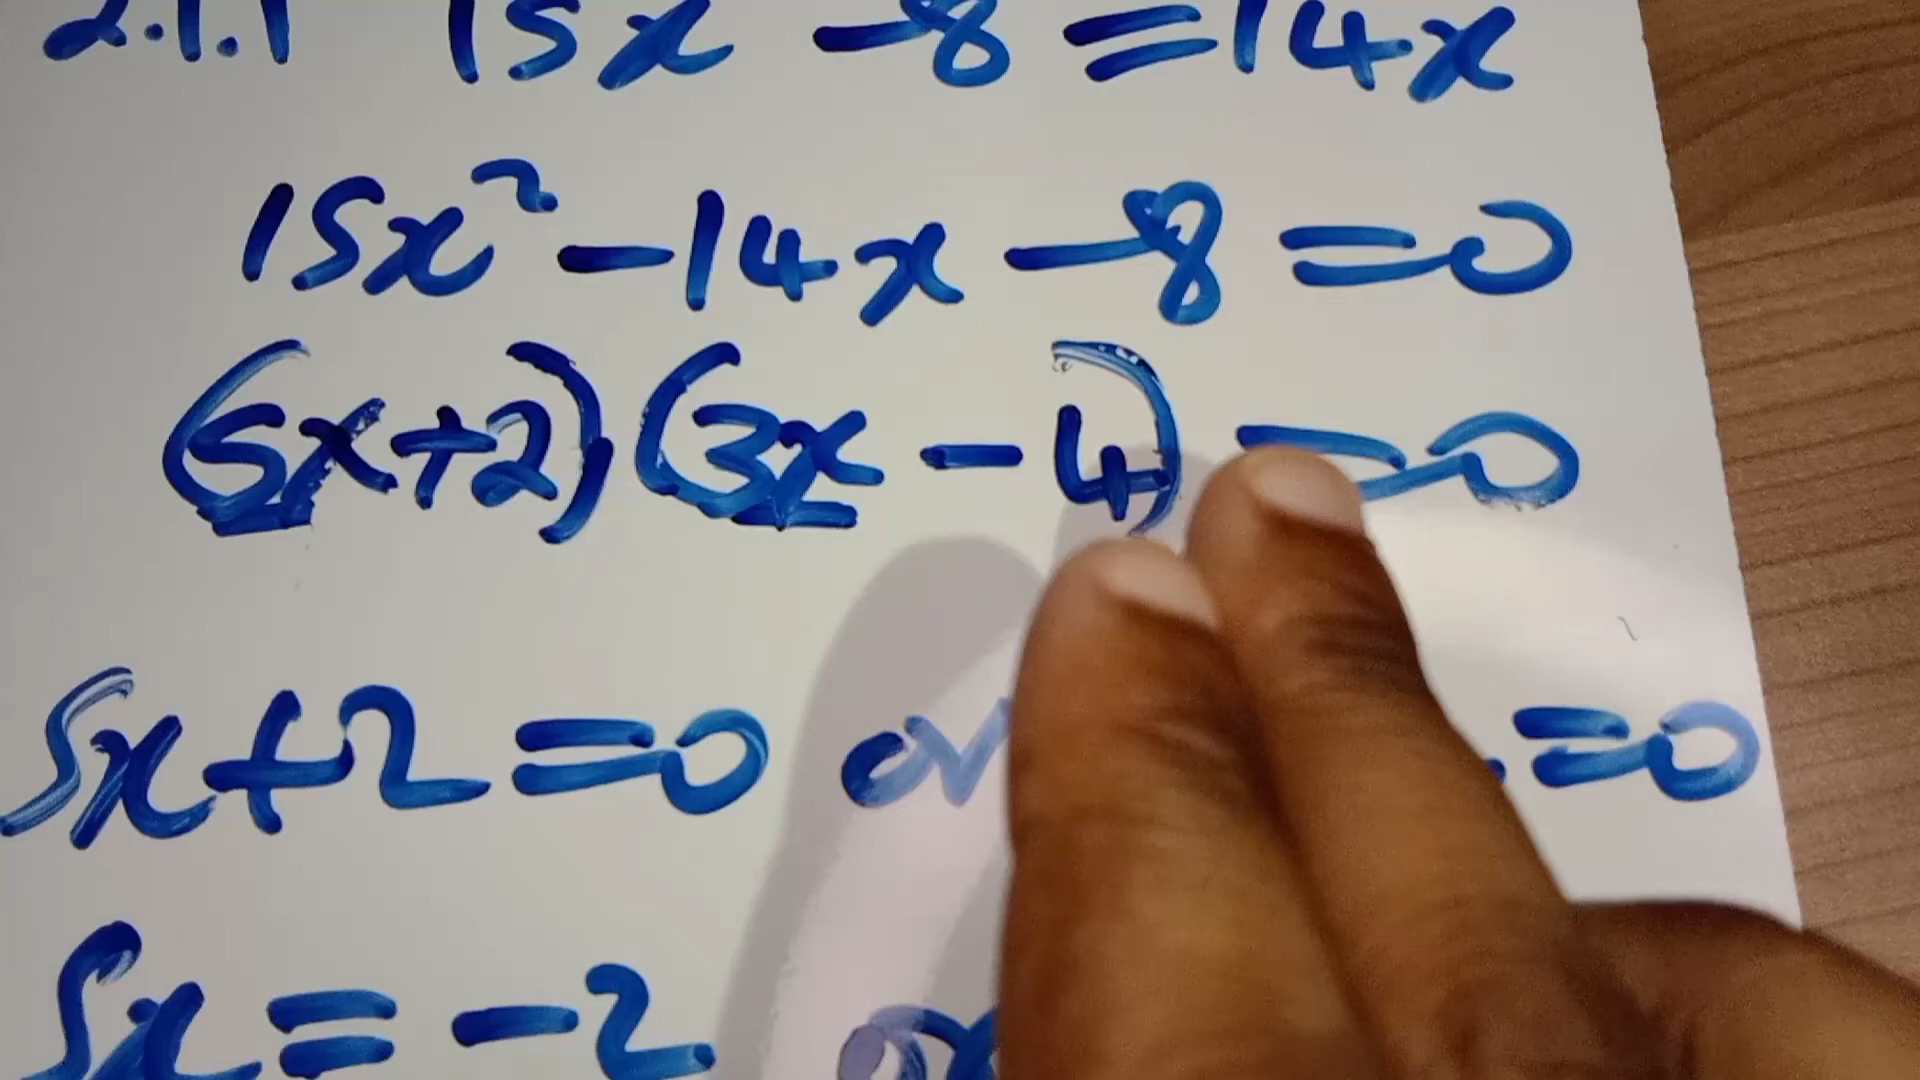 2.1.1 15x - 8 = 14x
15x² - 14x - 8 = 0
(5x+2)(3x - 4) = 0
5x+2 = 0 or = 0
5x = -2